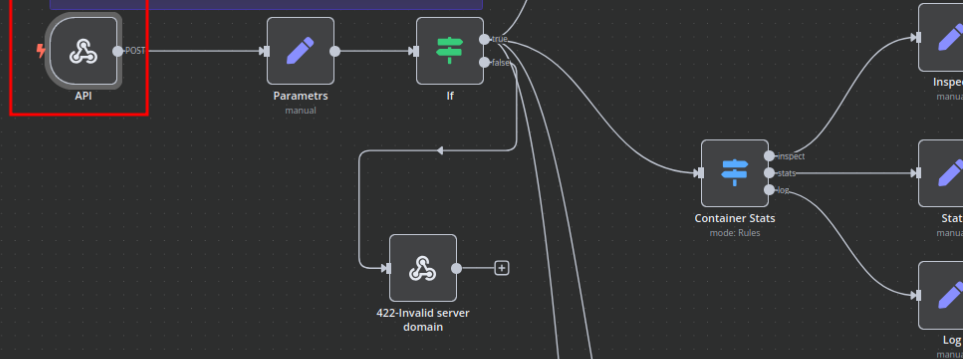 POST
API
Parametrs
manual
true
false
If
422-Invalid server
domain
inspect
stats
log
Container Stats
mode: Rules
Inspe
manua
Stat
manua
Log
manua